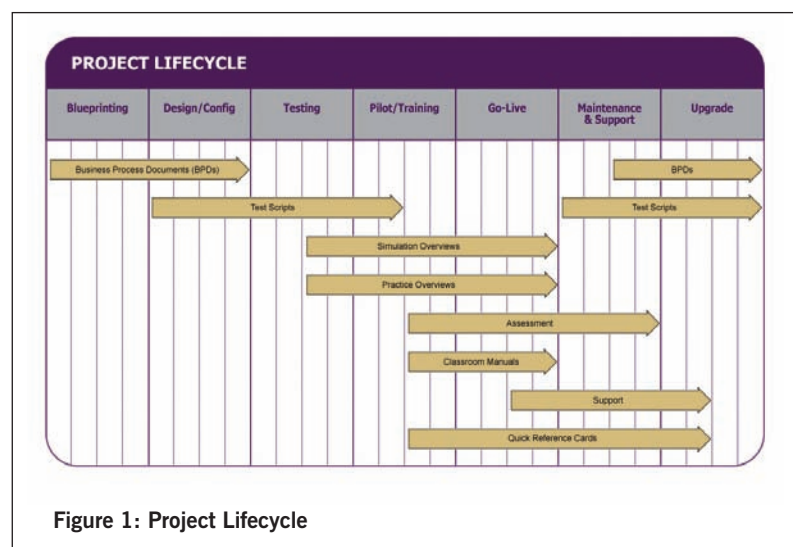 PROJECT LIFECYCLE
Blueprinting
Design/Config
Testing
Pilot/Training
Go-Live
Maintenance
& Support
Upgrade
Business Process Documents (BPDs)
BPDs
Test Scripts
Test Scripts
Simulation Overviews
Practice Overviews
Assessment
Classroom Manuals
Support
Quick Reference Cards
Figure 1: Project Lifecycle